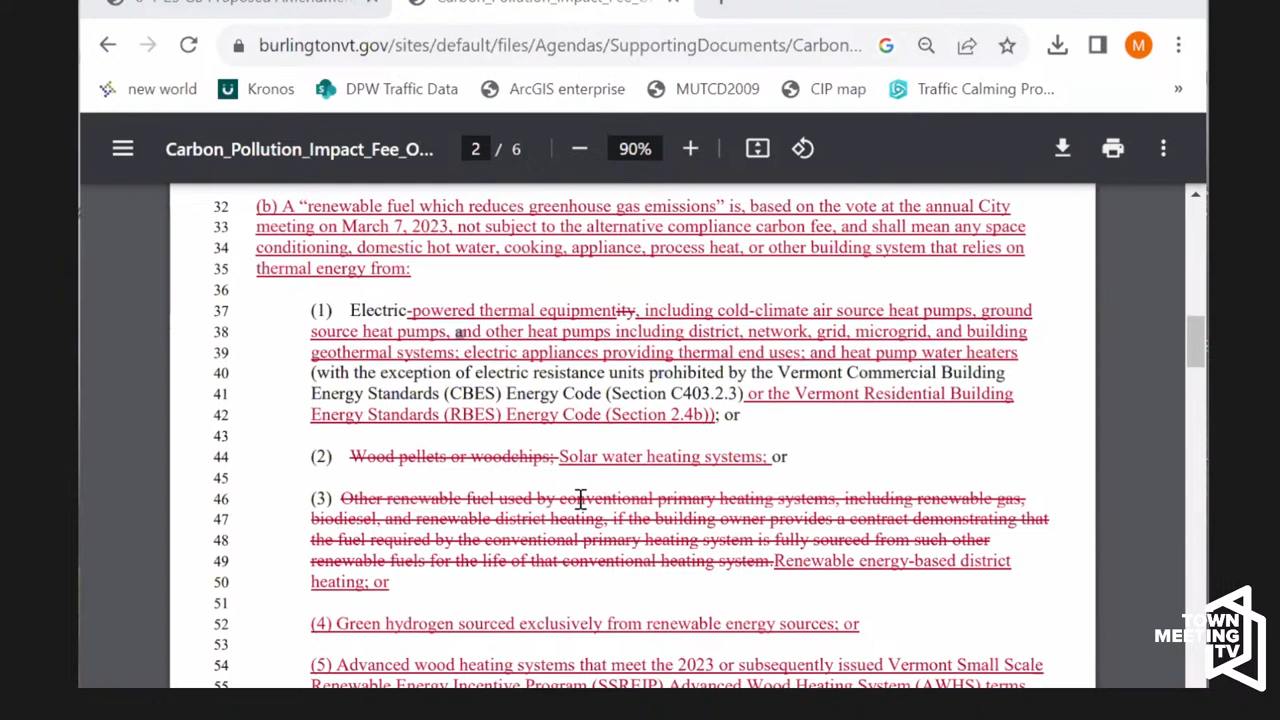 burlingtonvt.gov/sites/default/files/Agendas/SupportingDocuments/Carbon...
M
new world Kronos DPW Traffic Data ArcGIS enterprise MUTCD2009 CIP map Traffic Calming Pro... »
Carbon_Pollution_Impact_Fee_O... 2 / 6 90%
32 (b) A “renewable fuel which reduces greenhouse gas emissions” is, based on the vote at the annual City
33 meeting on March 7, 2023, not subject to the alternative compliance carbon fee, and shall mean any space
34 conditioning, domestic hot water, cooking, appliance, process heat, or other building system that relies on
35 thermal energy from:
36
37 (1) Electric-powered thermal equipmentity, including cold-climate air source heat pumps, ground
38 source heat pumps, and other heat pumps including district, network, grid, microgrid, and building
39 geothermal systems; electric appliances providing thermal end uses; and heat pump water heaters
40 (with the exception of electric resistance units prohibited by the Vermont Commercial Building
41 Energy Standards (CBES) Energy Code (Section C403.2.3) or the Vermont Residential Building
42 Energy Standards (RBES) Energy Code (Section 2.4b)); or
43
44 (2) Wood pellets or woodchips; Solar water heating systems; or
45
46 (3) Other renewable fuel used by conventional primary heating systems, including renewable gas,
47 biodiesel, and renewable district heating, if the building owner provides a contract demonstrating that
48 the fuel required by the conventional primary heating system is fully sourced from such other
49 renewable fuels for the life of that conventional heating system.Renewable energy-based district
50 heating; or
51
52 (4) Green hydrogen sourced exclusively from renewable energy sources; or
53
54 (5) Advanced wood heating systems that meet the 2023 or subsequently issued Vermont Small Scale
55 Renewable Energy Incentive Program (SSREIP) Advanced Wood Heating System (AWHS) terms
TOWN
MEETING
TV